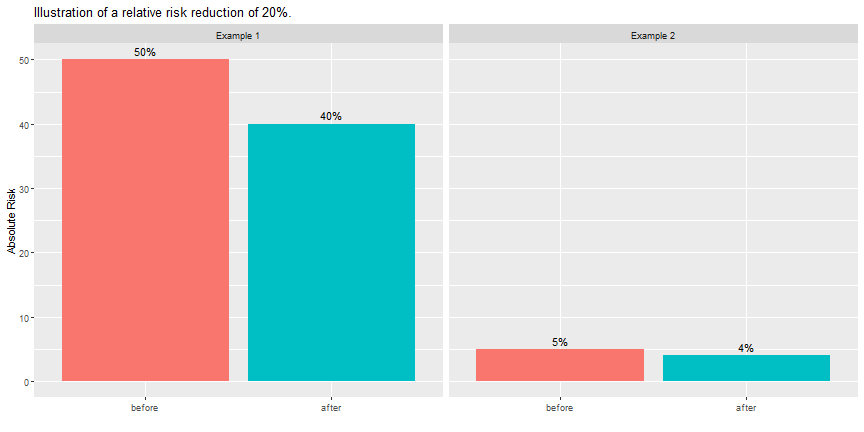 Illustration of a relative risk reduction of 20%.
Example 1
Example 2
Absolute Risk
50
40
30
20
10
0
50%
40%
5%
4%
before
after
before
after